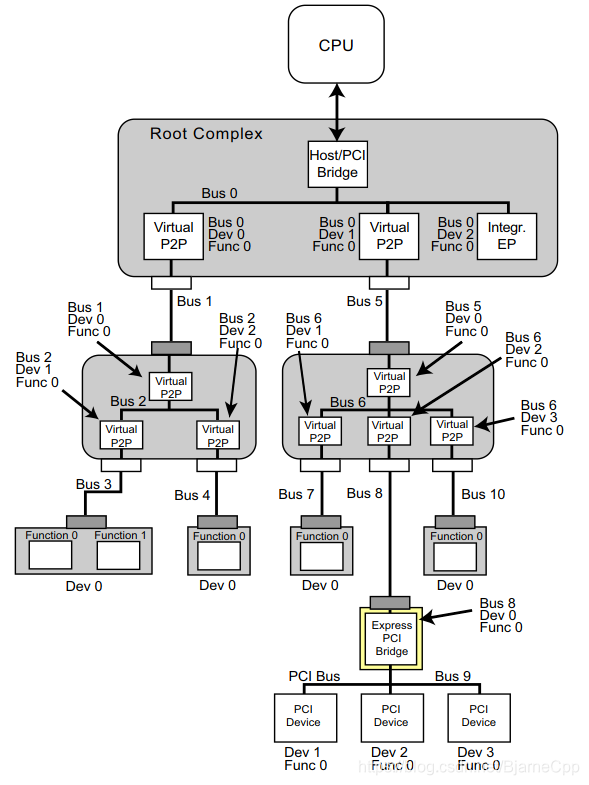 CPU
Root Complex
Host/PCI
Bridge
Bus 0
Virtual
P2P
Bus 0
Dev 0
Func 0
Bus 0
Dev 1
Func 0
Virtual
P2P
Bus 0
Dev 2
Func 0
Integr.
EP
Bus 1
Bus 5
Bus 1
Dev 0
Func 0
Bus 2
Dev 2
Func 0
Bus 6
Dev 1
Func 0
Bus 5
Dev 0
Func 0
Bus 6
Dev 2
Func 0
Bus 2
Dev 1
Func 0
Virtual
P2P
Bus 2
Virtual
P2P
Virtual
P2P
Virtual
P2P
Bus 6
Virtual
P2P
Virtual
P2P
Virtual
P2P
Bus 6
Dev 3
Func 0
Bus 3
Bus 4
Bus 7
Bus 8
Bus 10
Function 0
Function 1
Dev 0
Function 0
Dev 0
Function 0
Dev 0
Function 0
Dev 0
Express
PCI
Bridge
Bus 8
Dev 0
Func 0
PCI Bus
Bus 9
PCI
Device
PCI
Device
PCI
Device
Dev 1
Func 0
Dev 2
Func 0
Dev 3
Func 0